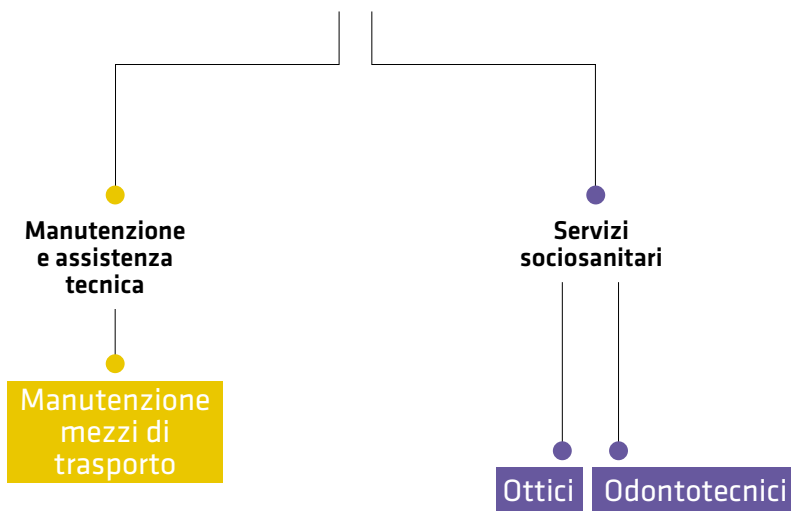 Manutenzione
e assistenza
tecnica
Servizi
sociosanitari
Manutenzione
mezzi di
trasporto
Ottici
Odontotecnici